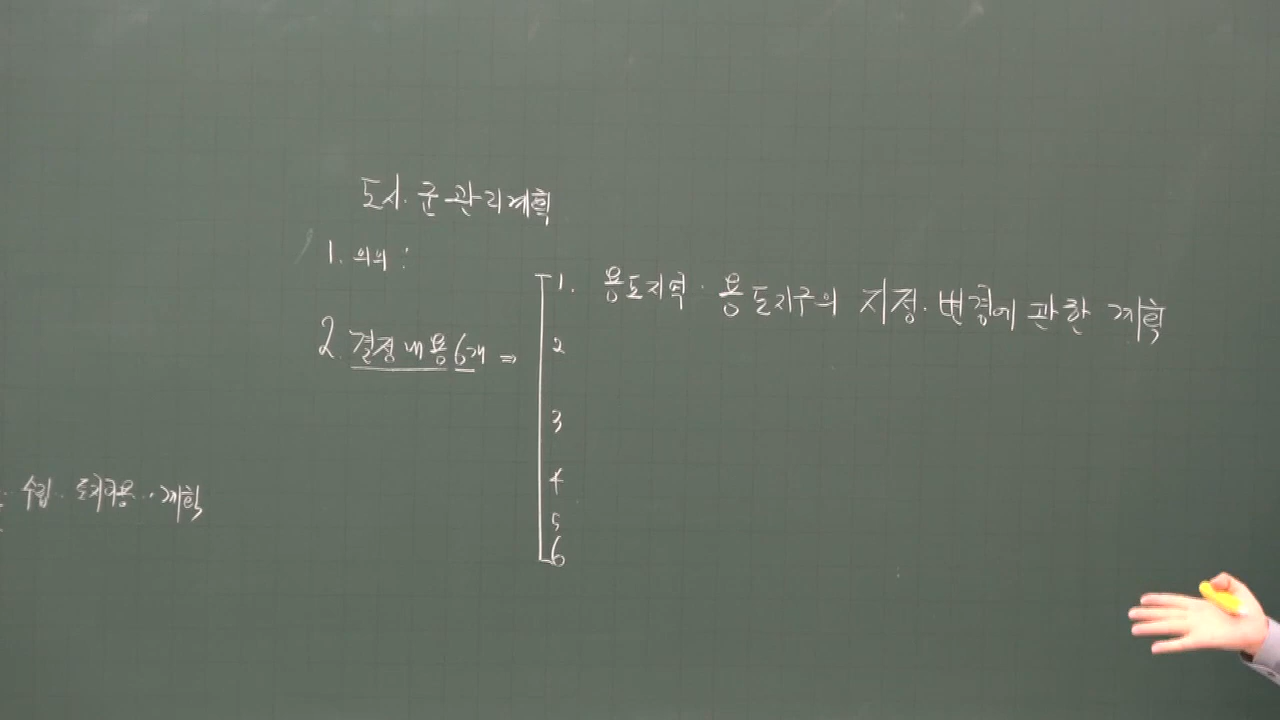 도시·군관리계획
1. 의의 :
2. 결정내용 6개 ⇒
1. 용도지역·용도지구의 지정·변경에 관한 계획
2
3
4
5
6
수립· 토지이용··계획